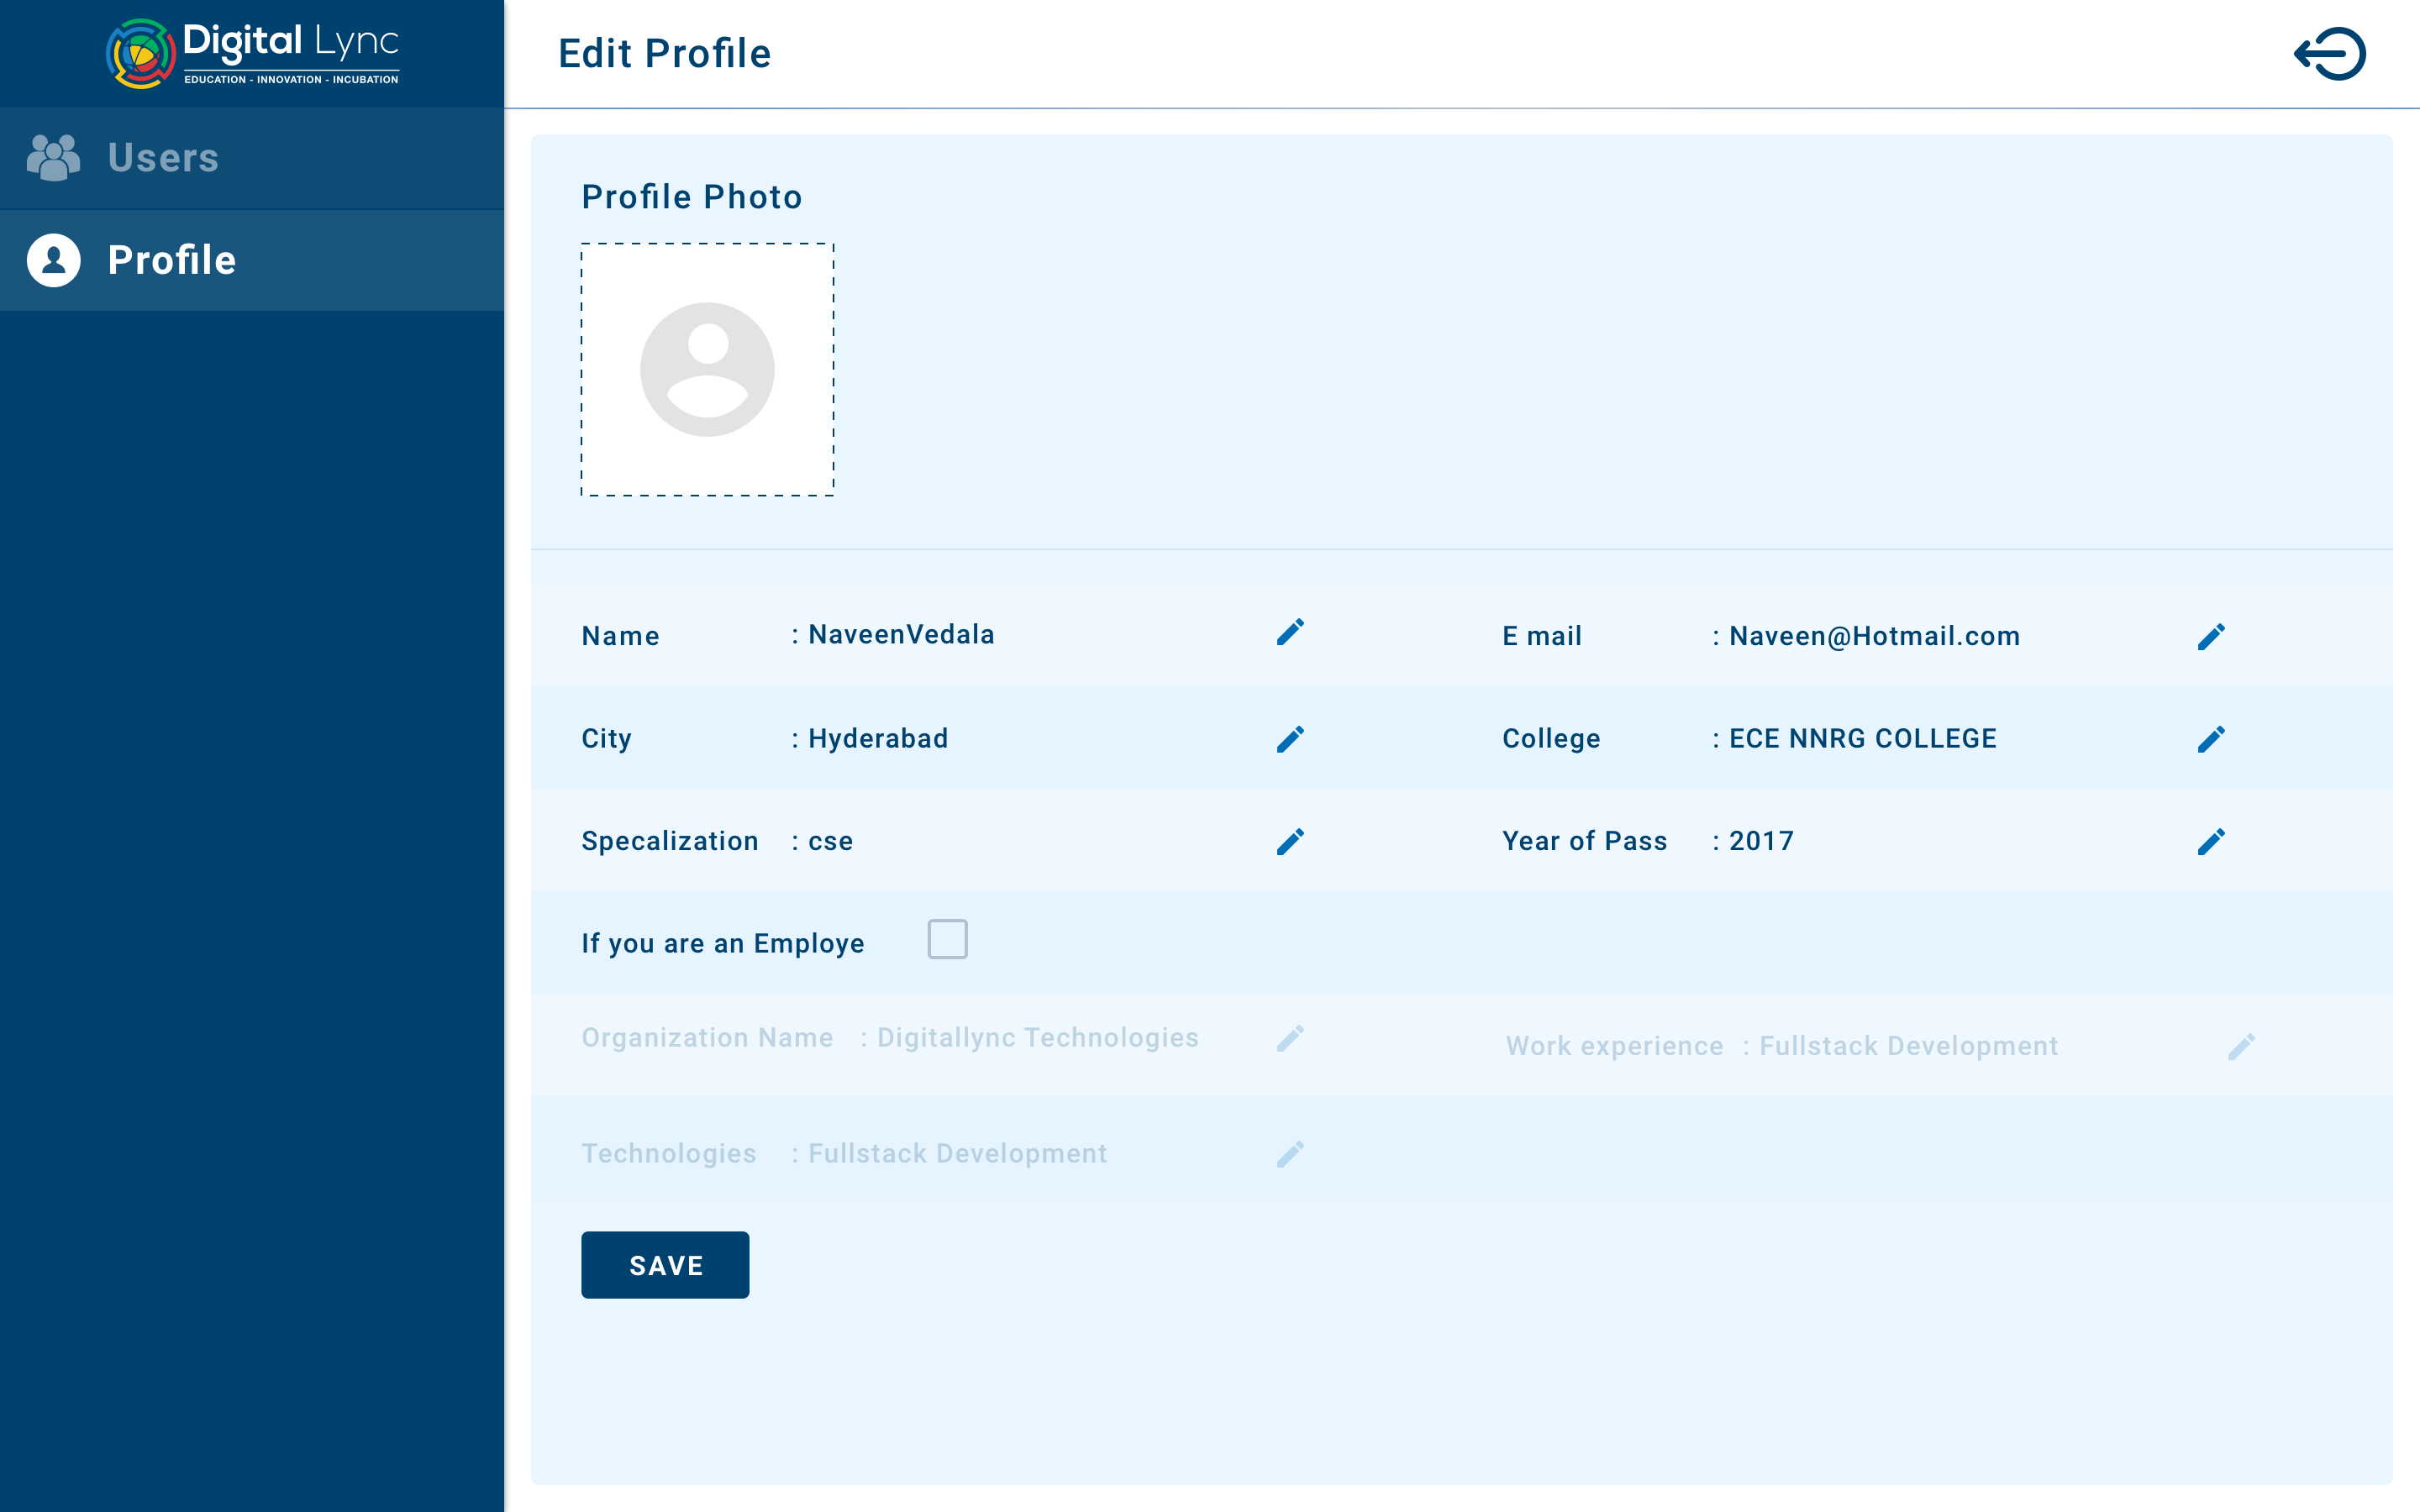 Digital Lync
EDUCATION - INNOVATION - INCUBATION
Edit Profile
Users
Profile
Profile Photo
Name : NaveenVedala
E mail : Naveen@Hotmail.com
City : Hyderabad
College : ECE NNRG COLLEGE
Specalization : cse
Year of Pass : 2017
If you are an Employe
Organization Name : Digitallync Technologies
Work experience : Fullstack Development
Technologies : Fullstack Development
SAVE